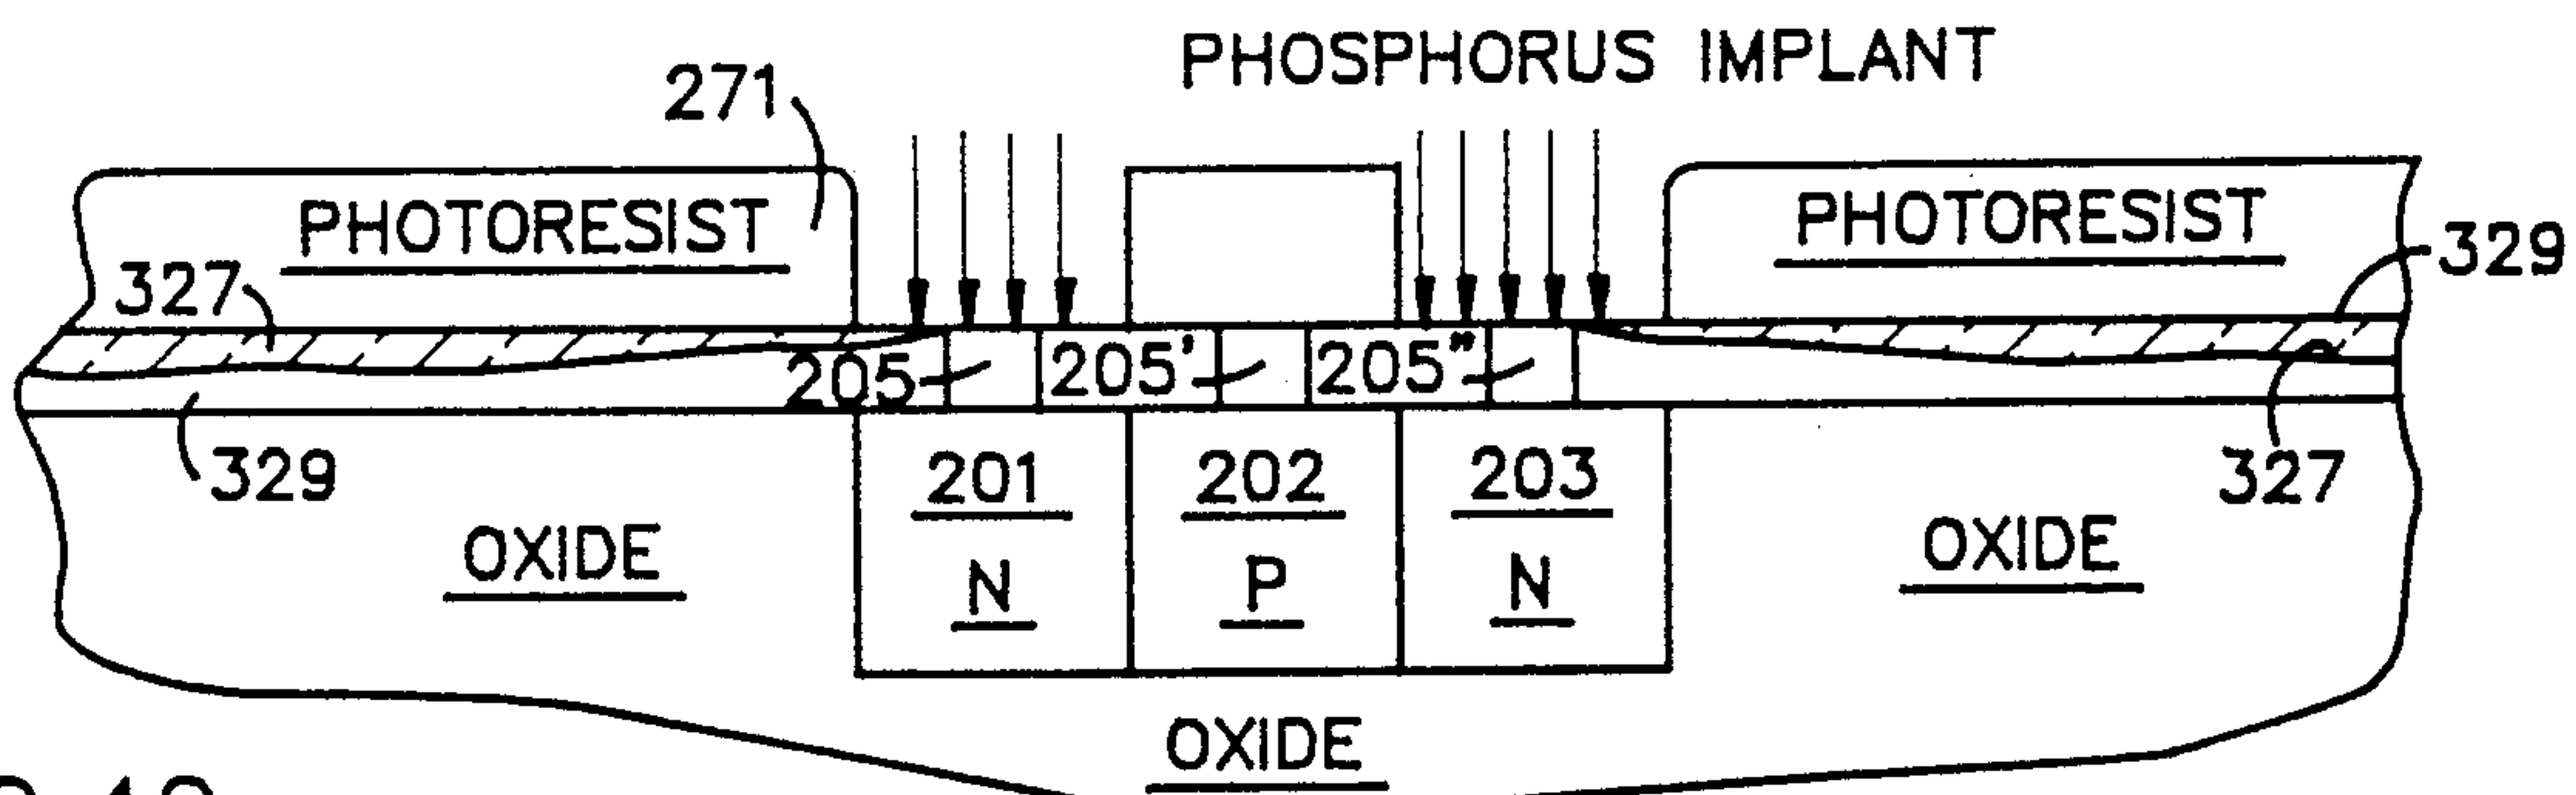 PHOSPHORUS IMPLANT
271
PHOTORESIST
PHOTORESIST
329
327
205
205'
205"
329
201
202
203
327
OXIDE
N
P
N
OXIDE
OXIDE